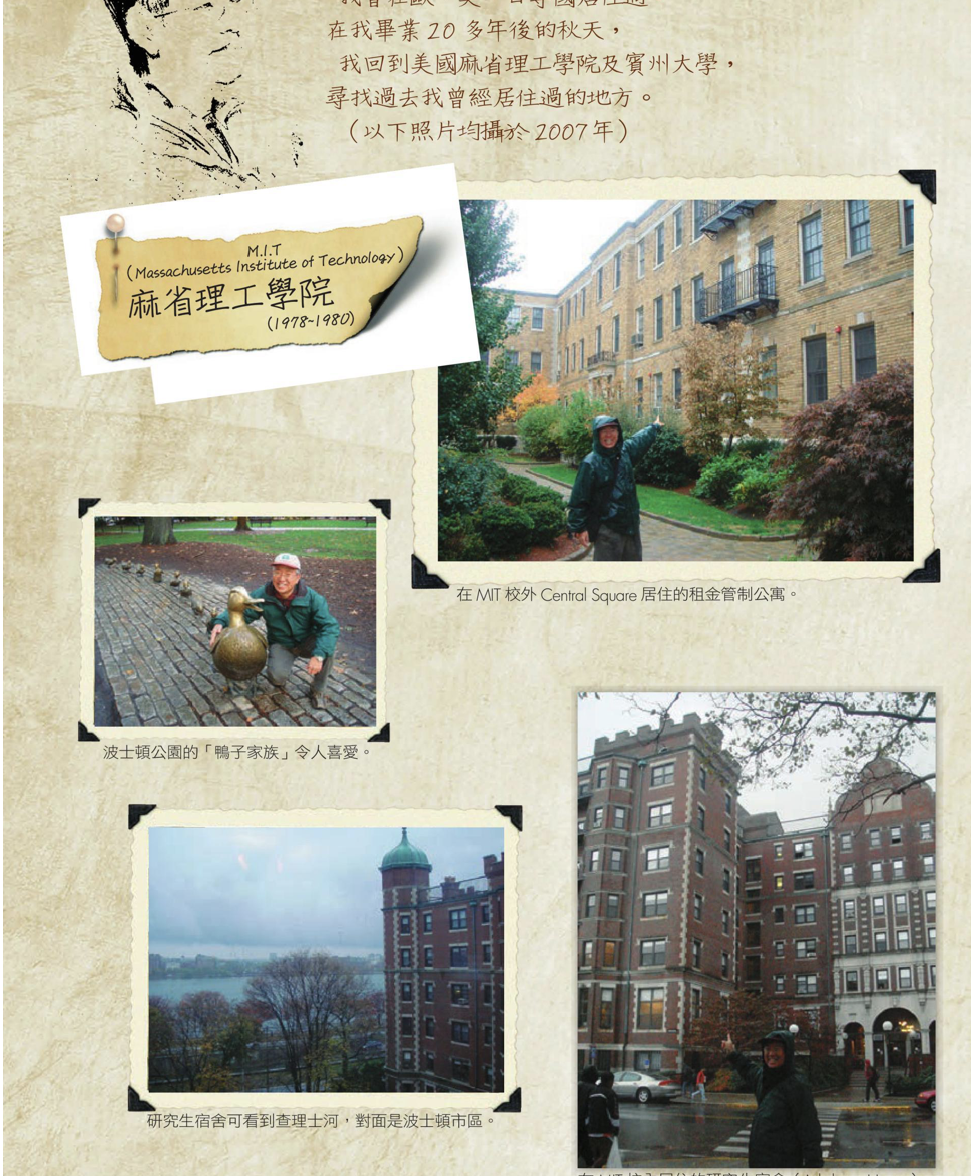 在我畢業 20 多年後的秋天，
我回到美國麻省理工學院及賓州大學，
尋找過去我曾經居住過的地方。
（以下照片均攝於 2007 年）
M.I.T
(Massachusetts Institute of Technology)
麻省理工學院
(1978~1980)
在 MIT 校外 Central Square 居住的租金管制公寓。
波士頓公園的「鴨子家族」令人喜愛。
研究生宿舍可看到查理士河，對面是波士頓市區。